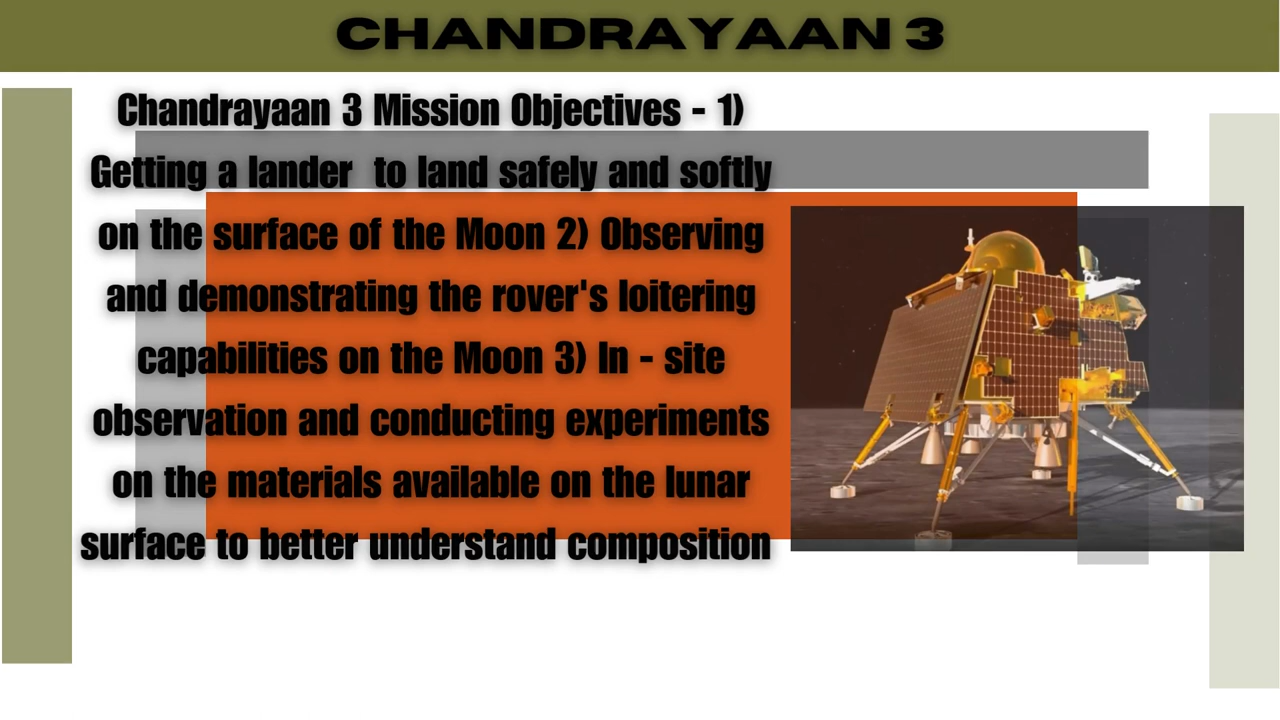 CHANDRAYAAN 3
Chandrayaan 3 Mission Objectives - 1)
Getting a lander  to land safely and softly
on the surface of the Moon 2) Observing
and demonstrating the rover's loitering
capabilities on the Moon 3) In - site
observation and conducting experiments
on the materials available on the lunar
surface to better understand composition